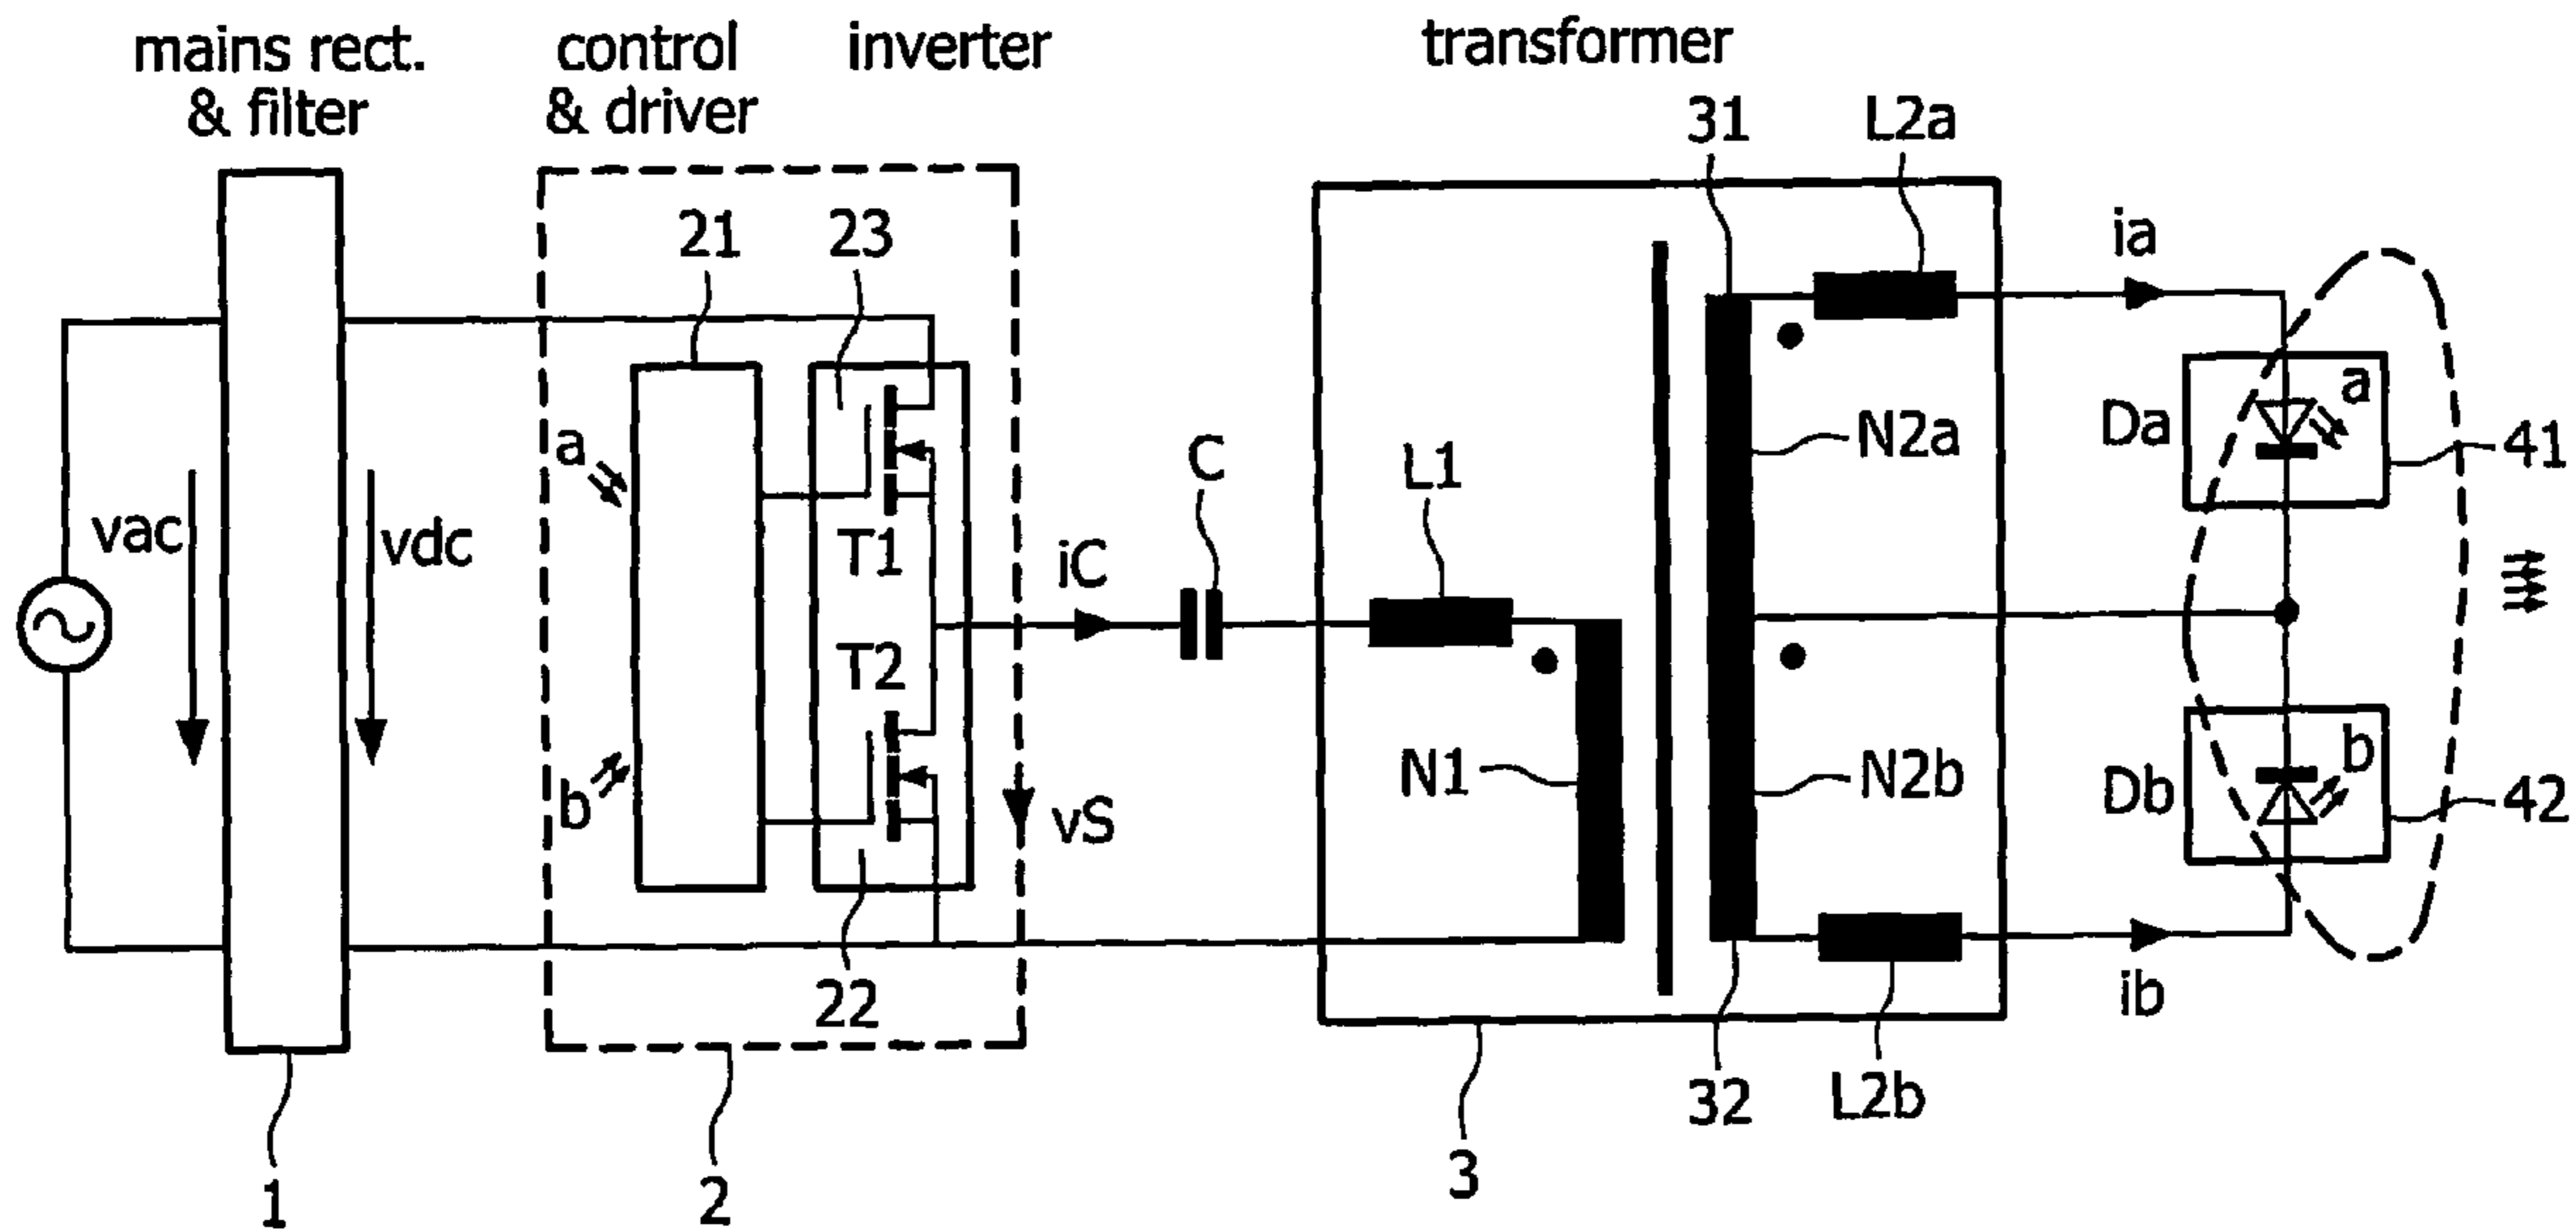 mains rect.
& filter
control
& driver
inverter
transformer
31
L2a
21
23
ia
a
Da
N2a
41
a
C
L1
vac
vdc
T1
iC
T2
b
N1
N2b
b
Db
42
vS
22
ib
32
L2b
1
2
3